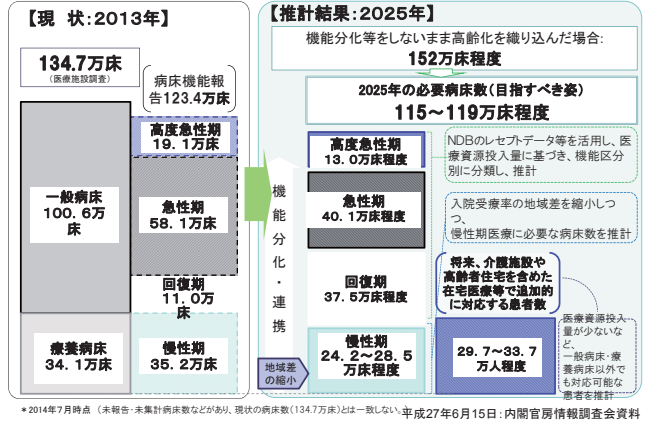 【現　状：2013年】
134.7万床
（医療施設調査）
病床機能報
告123.4万床
高度急性期
19. 1万床
一般病床
100. 6万
床
急性期
58. 1万床
回復期
11. 0万
床
療養病床
34. 1万床
慢性期
35. 2万床
【推計結果：2025年】
機能分化等をしないまま高齢化を織り込んだ場合:
152万床程度
2025年の必要病床数（目指すべき姿）
115～119万床程度
機
能
分
化
・
連
携
地域差
の縮小
高度急性期
13. 0万床程度
急性期
40. 1万床程度
回復期
37. 5万床程度
慢性期
24. 2～28. 5
万床程度
NDBのレセプトデータ等を活用し、医
療資源投入量に基づき、機能区分
別に分類し、推計
入院受療率の地域差を縮小しつ
つ、
慢性期医療に必要な病床数を推計
将来、介護施設や
高齢者住宅を含めた
在宅医療等で追加的
に対応する患者数
29. 7～33. 7
万人程度
医療資源投入
量が少ないな
ど、
一般病床・療
養病床以外で
も対応可能な
患者を推計
＊2014年7月時点　（未報告・未集計病床数などがあり、現状の病床数（134.7万床）とは一致しない。）
平成27年6月15日：内閣官房情報調査会資料